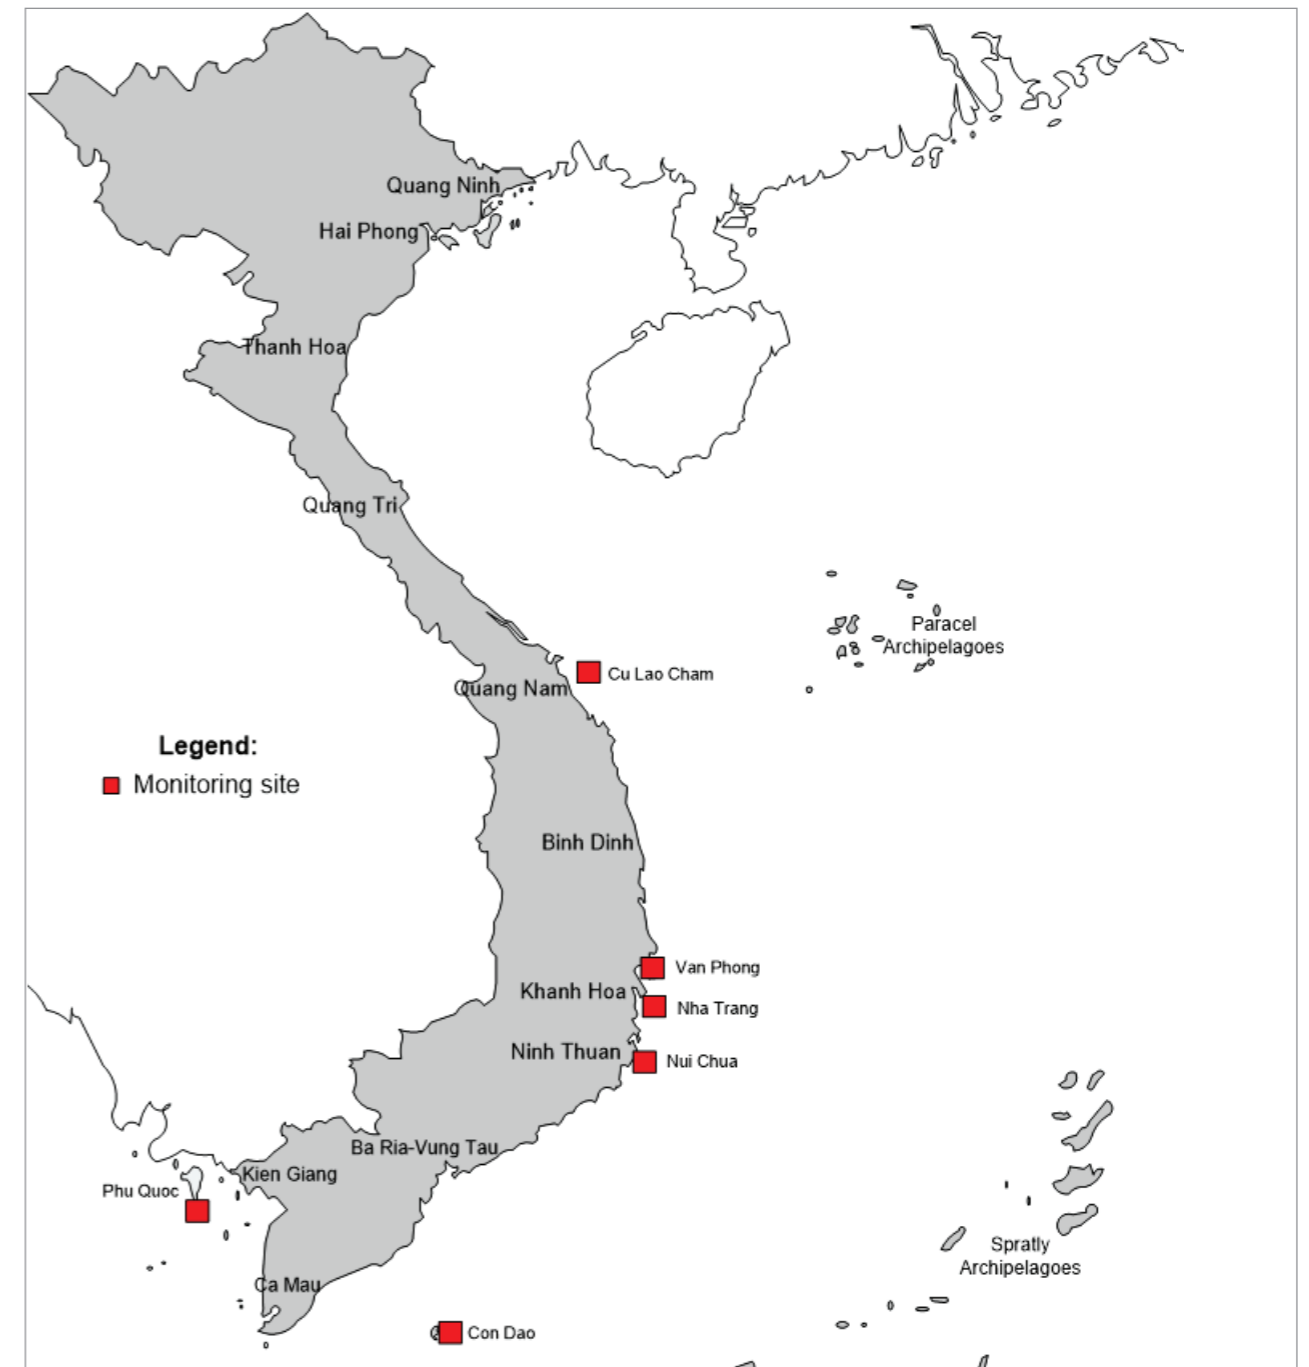 Quang Ninh
Hai Phong
Thanh Hoa
Quang Tri
Paracel
Archipelagoes
Cu Lao Cham
Quang Nam
Legend:
Monitoring site
Binh Dinh
Van Phong
Khanh Hoa
Nha Trang
Ninh Thuan
Nui Chua
Ba Ria-Vung Tau
Kien Giang
Phu Quoc
Spratly
Archipelagoes
Ca Mau
Con Dao